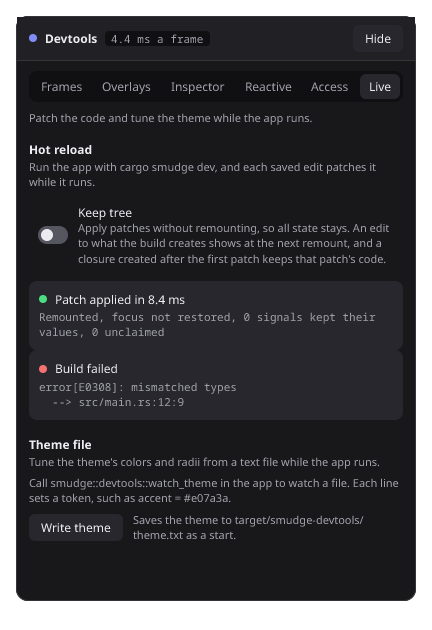 Devtools 4.4 ms a frame Hide
Frames Overlays Inspector Reactive Access Live
Patch the code and tune the theme while the app runs.
Hot reload
Run the app with cargo smudge dev, and each saved edit patches it
while it runs.
Keep tree
Apply patches without remounting, so all state stays. An edit
to what the build creates shows at the next remount, and a
closure created after the first patch keeps that patch's code.
Patch applied in 8.4 ms
Remounted, focus not restored, 0 signals kept their
values, 0 unclaimed
Build failed
error[E0308]: mismatched types
--> src/main.rs:12:9
Theme file
Tune the theme's colors and radii from a text file while the app runs.
Call smudge::devtools::watch_theme in the app to watch a file. Each line
sets a token, such as accent = #e07a3a.
Write theme
Saves the theme to target/smudge-devtools/
theme.txt as a start.